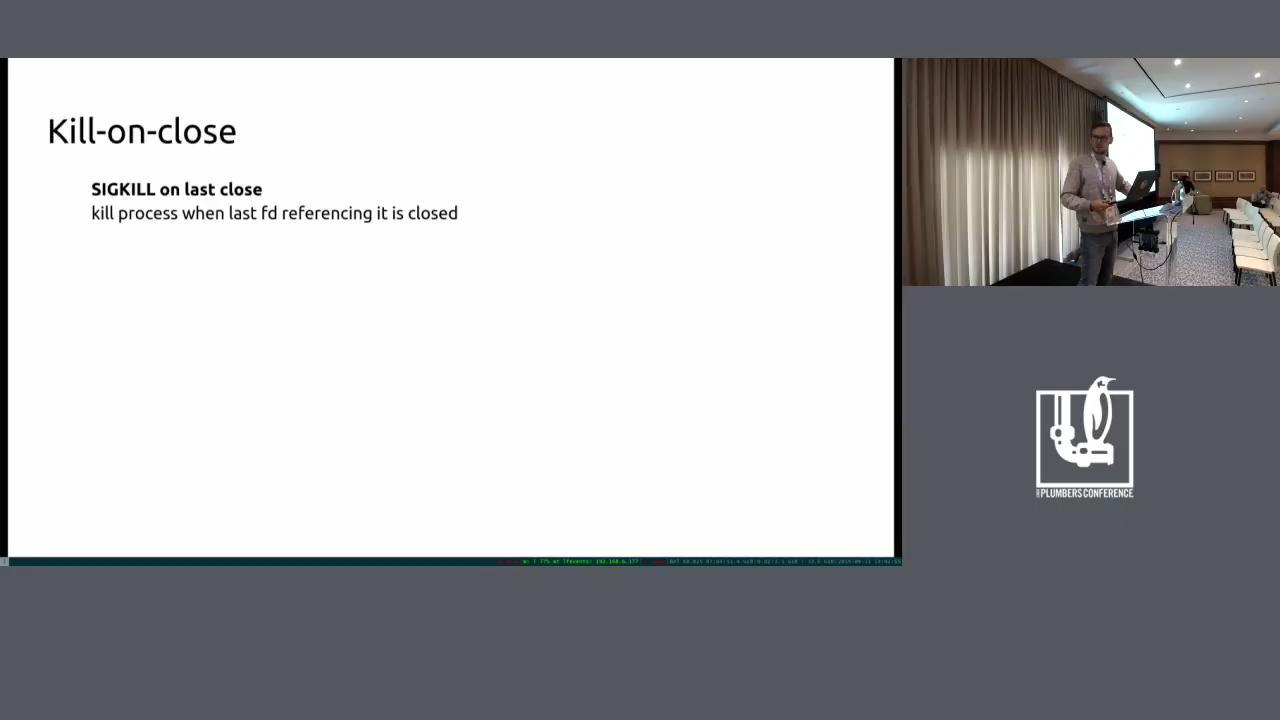 Kill-on-close
SIGKILL on last close
kill process when last fd referencing it is closed
PLUMBERS CONFERENCE